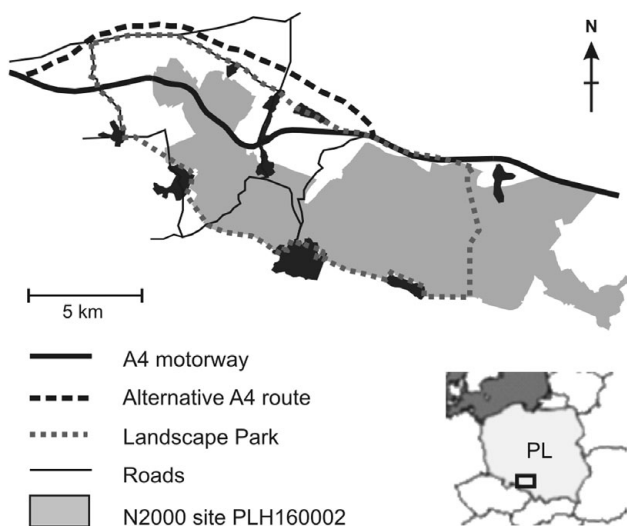 N
5 km
A4 motorway
Alternative A4 route
Landscape Park
Roads
N2000 site PLH160002
PL